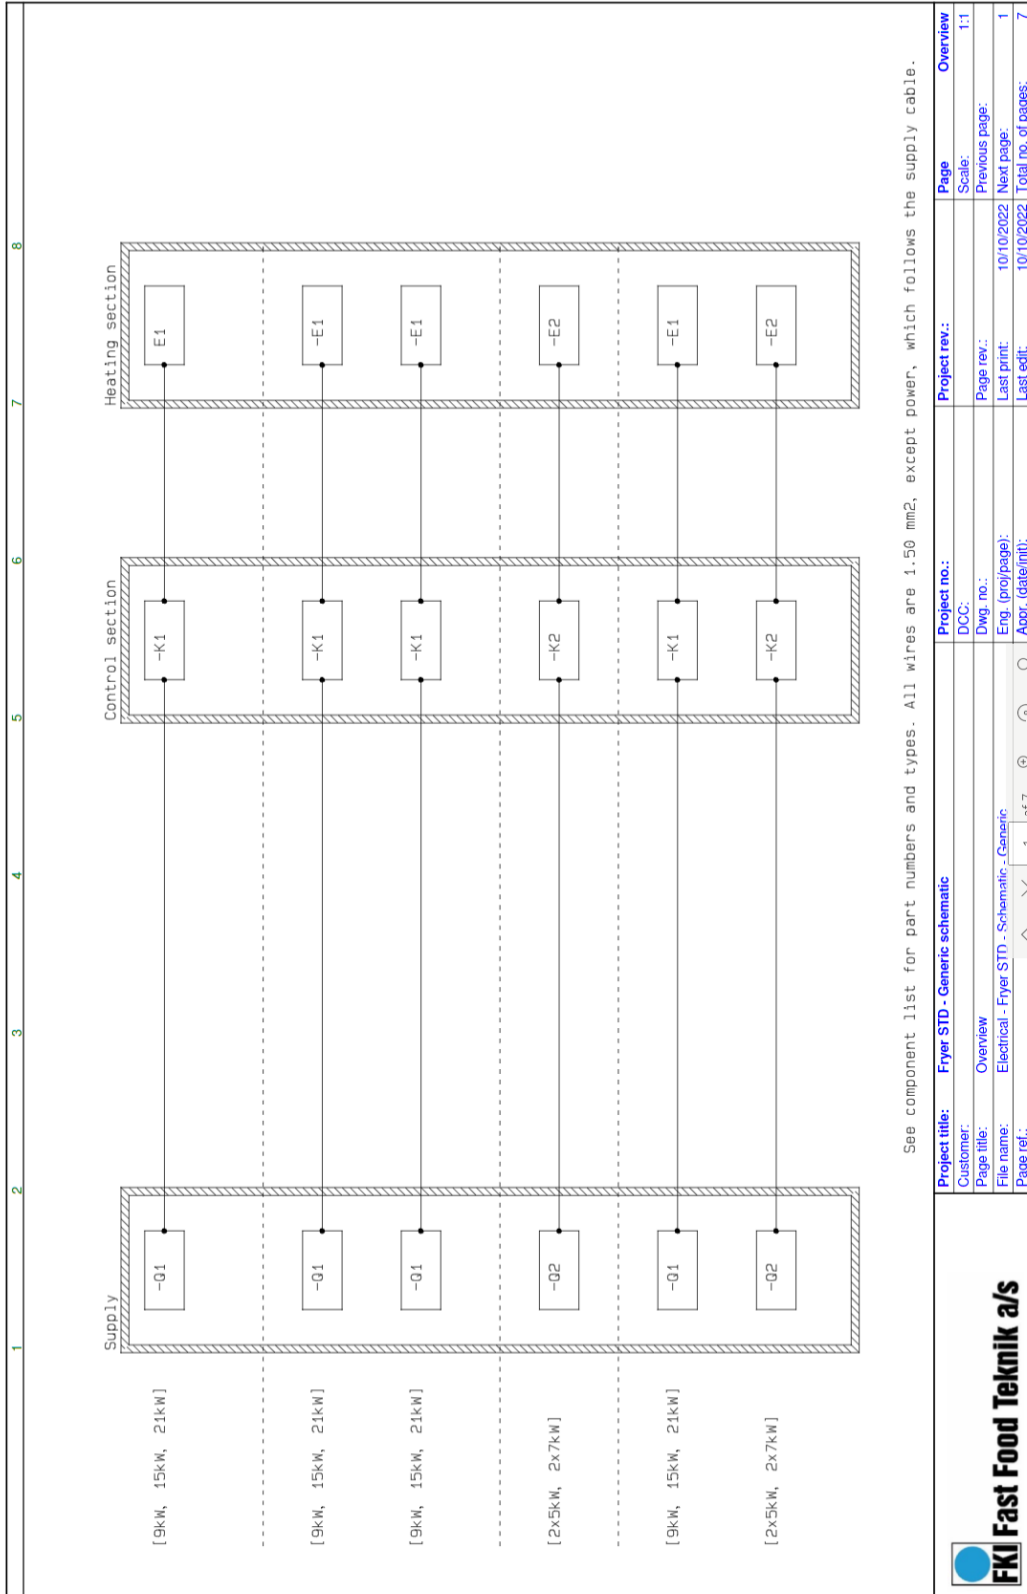 1 2 3 4 5 6 7 8
Supply Control section Heating section
[9kW, 15kW, 21kW] -Q1 -K1 E1
[9kW, 15kW, 21kW] -Q1 -K1 -E1
[9kW, 15kW, 21kW] -Q1 -K1 -E1
[2x5kW, 2x7kW] -Q2 -K2 -E2
[9kW, 15kW, 21kW] -Q1 -K1 -E1
[2x5kW, 2x7kW] -Q2 -K2 -E2
See component list for part numbers and types. All wires are 1.50 mm2, except power, which follows the supply cable.
FKI Fast Food Teknik a/s
Project title: Fryer STD - Generic schematic Project no.: Project rev.: Page Overview
Customer: DCC: Scale: 1:1
Page title: Overview Dwg. no.: Page rev.: Previous page:
File name: Electrical - Fryer STD - Schematic - Generic Eng. (proj/page): Last print: 10/10/2022 Next page: 1
Page ref.: Appr. (date/init): Last edit: 10/10/2022 Total no. of pages: 7
1 of 7